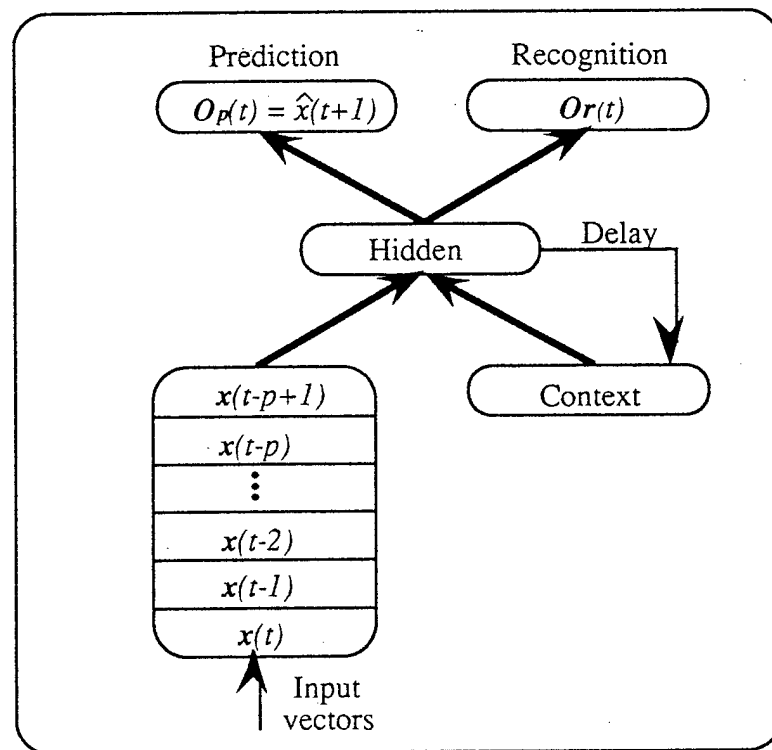 Prediction
Recognition
Op(t) = x̂(t+1)
Or(t)
Hidden
Delay
x(t-p+1)
Context
x(t-p)
⋮
x(t-2)
x(t-1)
x(t)
Input
vectors